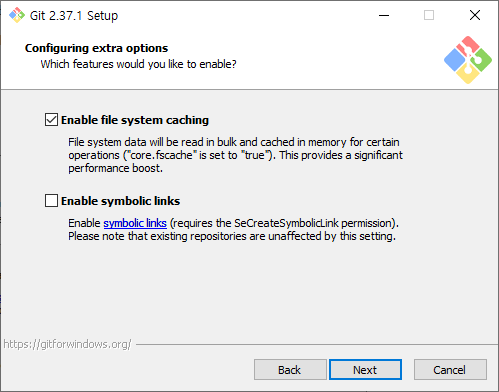 Git 2.37.1 Setup
Configuring extra options
Which features would you like to enable?
Enable file system caching
File system data will be read in bulk and cached in memory for certain
operations ("core.fscache" is set to "true"). This provides a significant
performance boost.
Enable symbolic links
Enable symbolic links (requires the SeCreateSymbolicLink permission).
Please note that existing repositories are unaffected by this setting.
https://gitforwindows.org/
Back
Next
Cancel